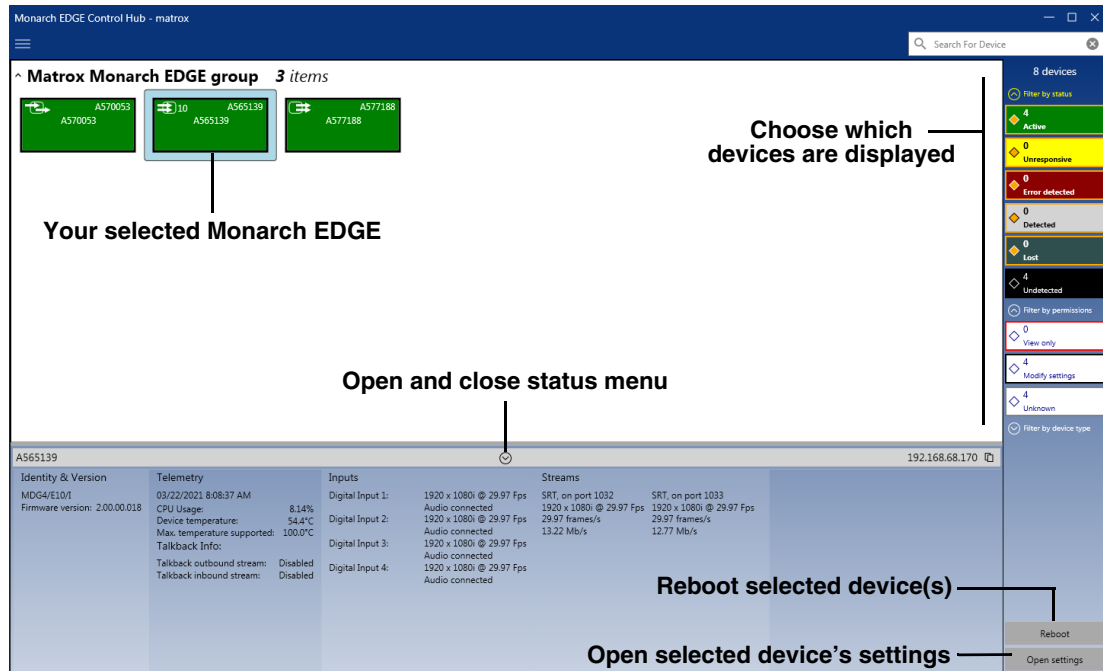 Monarch EDGE Control Hub - matrox
Search For Device
^ Matrox Monarch EDGE group 3 items
A570053
A570053
10 A565139
A565139
A577188
A577188
Choose which
devices are displayed
Your selected Monarch EDGE
Open and close status menu
8 devices
Filter by status
4
Active
0
Unresponsive
0
Error detected
0
Detected
0
Lost
4
Undetected
Filter by permissions
0
View only
4
Modify settings
4
Unknown
Filter by device type
A565139
192.168.68.170
Identity & Version
MDG4/E10/I
Firmware version: 2.00.00.018
Telemetry
03/22/2021 8:08:37 AM
CPU Usage: 8.14%
Device temperature: 54.4°C
Max. temperature supported: 100.0°C
Talkback Info:
Talkback outbound stream: Disabled
Talkback inbound stream: Disabled
Inputs
Digital Input 1: 1920 x 1080i @ 29.97 Fps
Audio connected
Digital Input 2: 1920 x 1080i @ 29.97 Fps
Audio connected
Digital Input 3: 1920 x 1080i @ 29.97 Fps
Audio connected
Digital Input 4: 1920 x 1080i @ 29.97 Fps
Audio connected
Streams
SRT, on port 1032
1920 x 1080i @ 29.97 Fps
29.97 frames/s
13.22 Mb/s
SRT, on port 1033
1920 x 1080i @ 29.97 Fps
29.97 frames/s
12.77 Mb/s
Reboot selected device(s)
Open selected device's settings
Reboot
Open settings